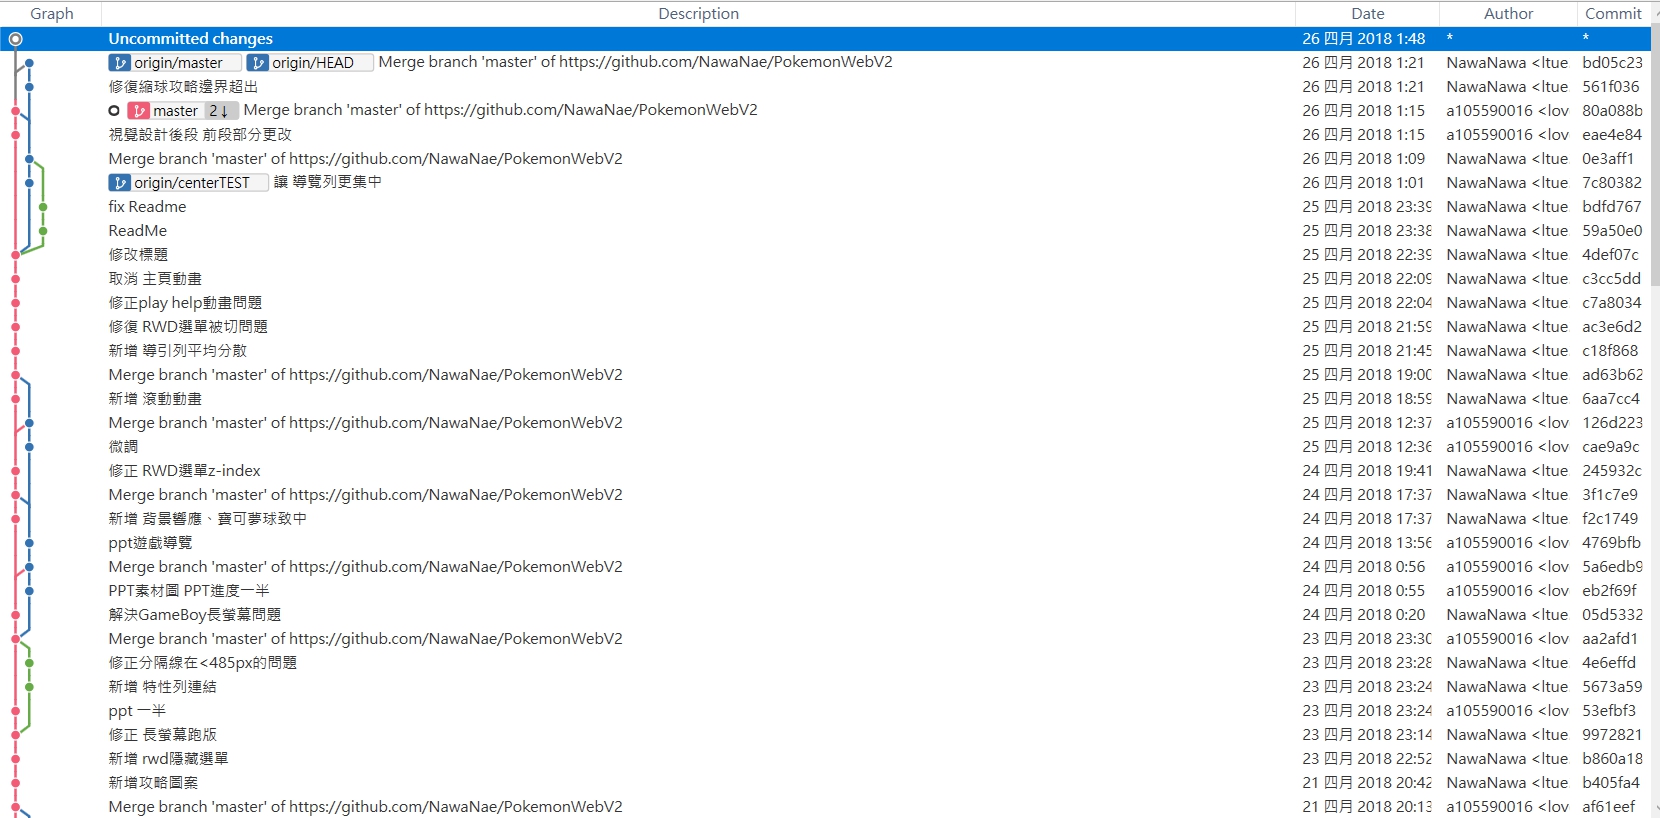 Graph Description Date Author Commit
Uncommitted changes 26 四月 2018 1:48 * *
origin/master origin/HEAD Merge branch 'master' of https://github.com/NawaNae/PokemonWebV2 26 四月 2018 1:21 NawaNawa <ltue bd05c23
修復縮球攻略邊界超出 26 四月 2018 1:21 NawaNawa <ltue 561f036
master 2↓ Merge branch 'master' of https://github.com/NawaNae/PokemonWebV2 26 四月 2018 1:15 a105590016 <lov 80a088b
視覺設計後段 前段部分更改 26 四月 2018 1:15 a105590016 <lov eae4e84
Merge branch 'master' of https://github.com/NawaNae/PokemonWebV2 26 四月 2018 1:09 NawaNawa <ltue 0e3aff1
origin/centerTEST 讓 導覽列更集中 26 四月 2018 1:01 NawaNawa <ltue 7c80382
fix Readme 25 四月 2018 23:39 NawaNawa <ltue bdfd767
ReadMe 25 四月 2018 23:38 NawaNawa <ltue 59a50e0
修改標題 25 四月 2018 22:39 NawaNawa <ltue 4def07c
取消 主頁動畫 25 四月 2018 22:09 NawaNawa <ltue c3cc5dd
修正play help動畫問題 25 四月 2018 22:04 NawaNawa <ltue c7a8034
修復 RWD選單被切問題 25 四月 2018 21:59 NawaNawa <ltue ac3e6d2
新增 導引列平均分散 25 四月 2018 21:45 NawaNawa <ltue c18f868
Merge branch 'master' of https://github.com/NawaNae/PokemonWebV2 25 四月 2018 19:00 NawaNawa <ltue ad63b62
新增 滾動動畫 25 四月 2018 18:59 NawaNawa <ltue 6aa7cc4
Merge branch 'master' of https://github.com/NawaNae/PokemonWebV2 25 四月 2018 12:37 a105590016 <lov 126d223
微調 25 四月 2018 12:36 a105590016 <lov cae9a9c
修正 RWD選單z-index 24 四月 2018 19:41 NawaNawa <ltue 245932c
Merge branch 'master' of https://github.com/NawaNae/PokemonWebV2 24 四月 2018 17:37 NawaNawa <ltue 3f1c7e9
新增 背景響應、寶可夢球致中 24 四月 2018 17:37 NawaNawa <ltue f2c1749
ppt遊戲導覽 24 四月 2018 13:56 a105590016 <lov 4769bfb
Merge branch 'master' of https://github.com/NawaNae/PokemonWebV2 24 四月 2018 0:56 a105590016 <lov 5a6edb9
PPT素材圖 PPT進度一半 24 四月 2018 0:55 a105590016 <lov eb2f69f
解決GameBoy長螢幕問題 24 四月 2018 0:20 NawaNawa <ltue 05d5332
Merge branch 'master' of https://github.com/NawaNae/PokemonWebV2 23 四月 2018 23:30 a105590016 <lov aa2afd1
修正分隔線在<485px的問題 23 四月 2018 23:28 NawaNawa <ltue 4e6effd
新增 特性列連結 23 四月 2018 23:24 NawaNawa <ltue 5673a59
ppt 一半 23 四月 2018 23:24 a105590016 <lov 53efbf3
修正 長螢幕跑版 23 四月 2018 23:14 NawaNawa <ltue 9972821
新增 rwd隱藏選單 23 四月 2018 22:52 NawaNawa <ltue b860a18
新增攻略圖案 21 四月 2018 20:42 NawaNawa <ltue b405fa4
Merge branch 'master' of https://github.com/NawaNae/PokemonWebV2 21 四月 2018 20:13 a105590016 <lov af61eef